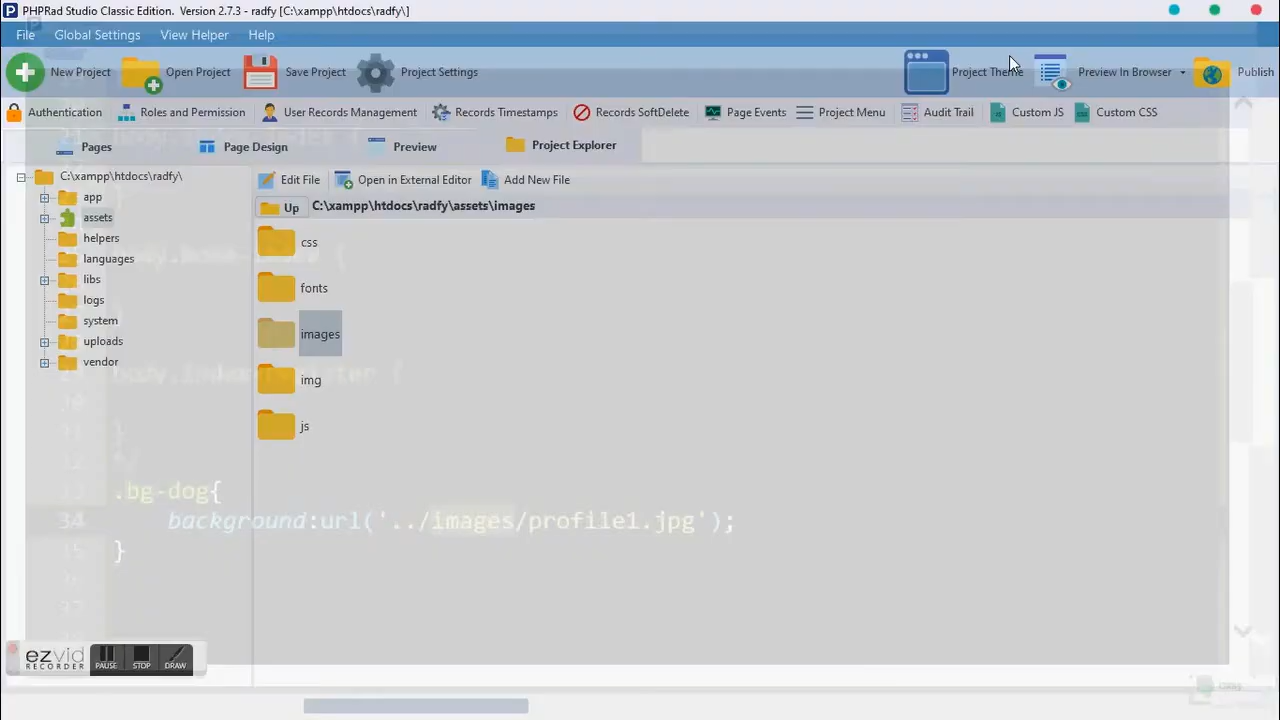 PHPRad Studio Classic Edition. Version 2.7.3 - radfy [C:\xampp\htdocs\radfy\]
File Global Settings View Helper Help
New Project Open Project Save Project Project Settings Project Theme Preview In Browser Publish
Authentication Roles and Permission User Records Management Records Timestamps Records SoftDelete Page Events Project Menu Audit Trail Custom JS Custom CSS
Pages Page Design Preview Project Explorer
C:\xampp\htdocs\radfy\
app
assets
helpers
languages
libs
logs
system
uploads
vendor
Edit File Open in External Editor Add New File
Up C:\xampp\htdocs\radfy\assets\images
css
fonts
images
img
js
30
.bg-dog{
34 background:url('../images/profile1.jpg');
}
ezvid
RECORDER
PAUSE STOP DRAW